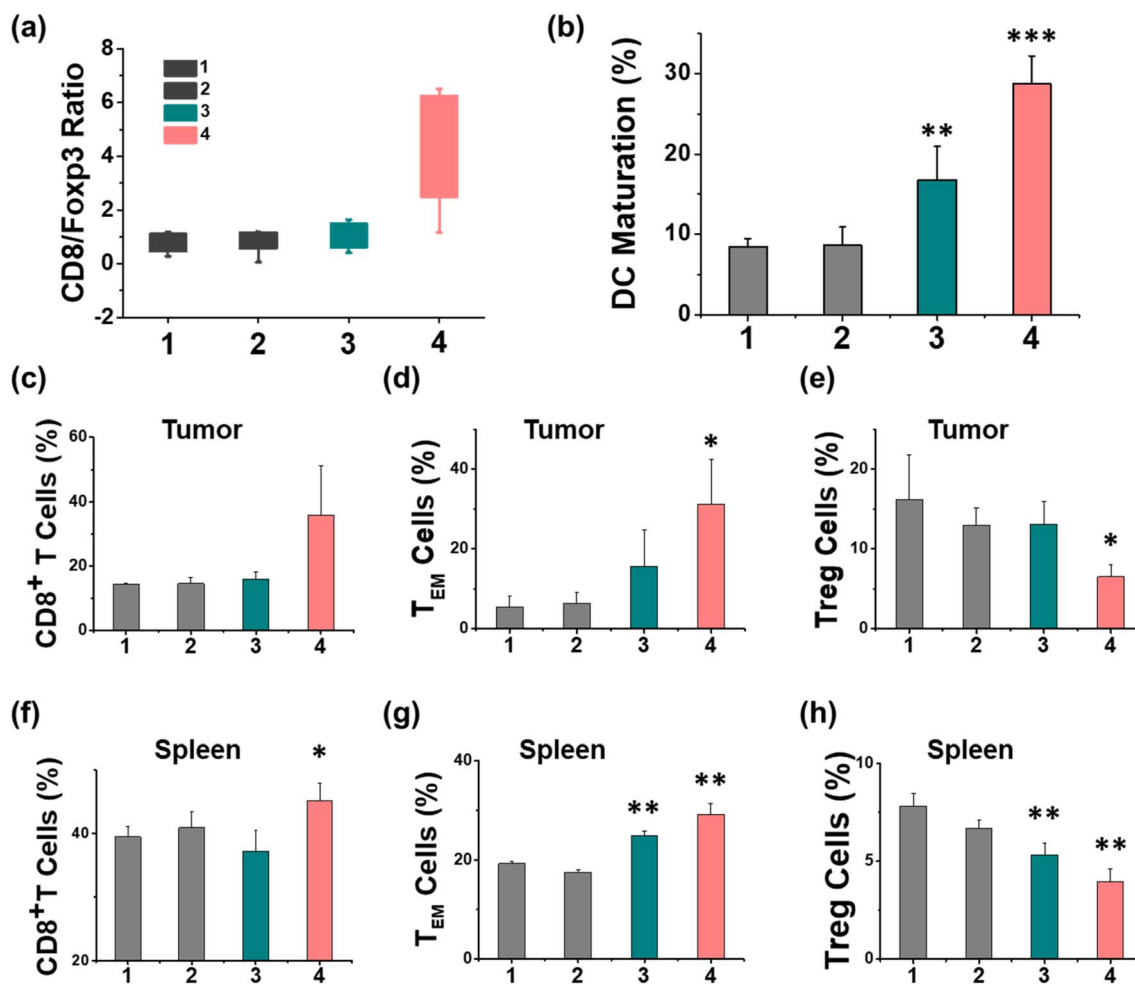 (a)
CD8/Foxp3 Ratio
8
6
4
2
0
-2
1
2
3
4
1 2 3 4
(b)
DC Maturation (%)
30
20
10
0
**
***
1 2 3 4
(c)
Tumor
CD8+ T Cells (%)
60
40
20
0
1 2 3 4
(d)
Tumor
TEM Cells (%)
40
20
0
*
1 2 3 4
(e)
Tumor
Treg Cells (%)
20
10
0
*
1 2 3 4
(f)
Spleen
CD8+T Cells (%)
40
20
*
1 2 3 4
(g)
Spleen
TEM Cells (%)
40
20
0
**
**
1 2 3 4
(h)
Spleen
Treg Cells (%)
10
5
0
**
**
1 2 3 4